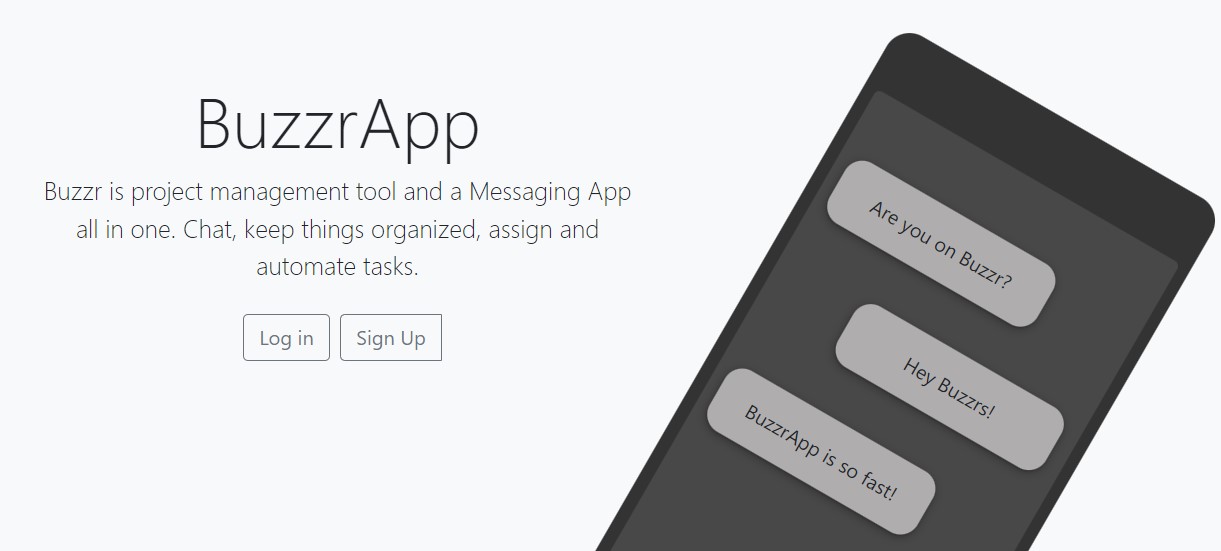 BuzzrApp
Buzzr is project management tool and a Messaging App
all in one. Chat, keep things organized, assign and
automate tasks.
Log in
Sign Up
Are you on Buzzr?
Hey Buzzrs!
BuzzrApp is so fast!